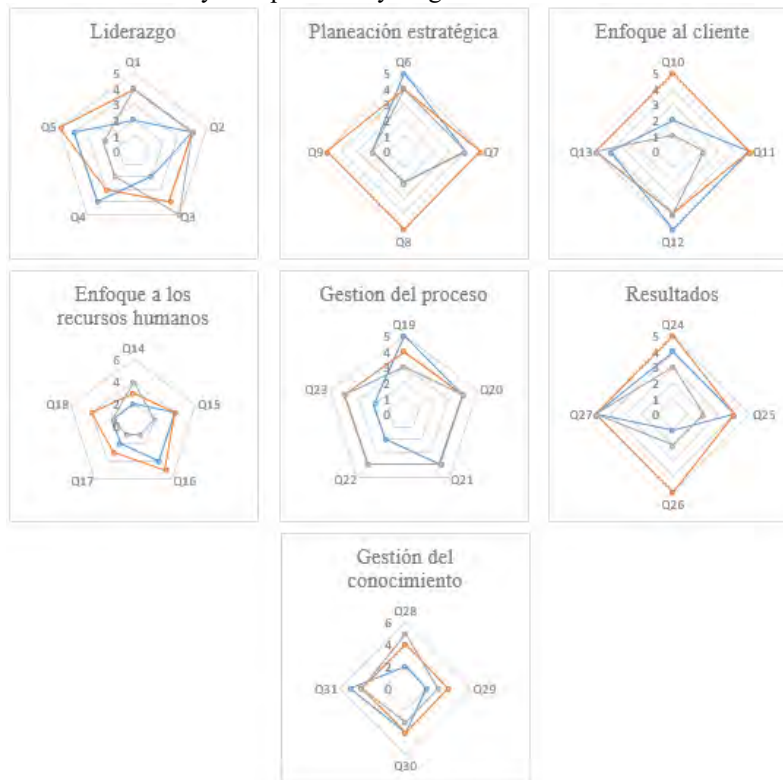 Liderazgo
Q1
5
4
3
2
1
0
Q5
Q2
Q4
Q3
Planeación estratégica
Q6
5
4
3
2
1
0
Q9
Q7
Q8
Enfoque al cliente
Q10
5
4
3
2
1
0
Q13
Q11
Q12
Enfoque a los
recursos humanos
Q14
6
4
2
0
Q18
Q15
Q17
Q16
Gestion del proceso
Q19
5
4
3
2
1
0
Q23
Q20
Q22
Q21
Resultados
Q24
5
4
3
2
1
0
Q27
Q25
Q26
Gestión del
conocimiento
Q28
6
4
2
0
Q31
Q29
Q30